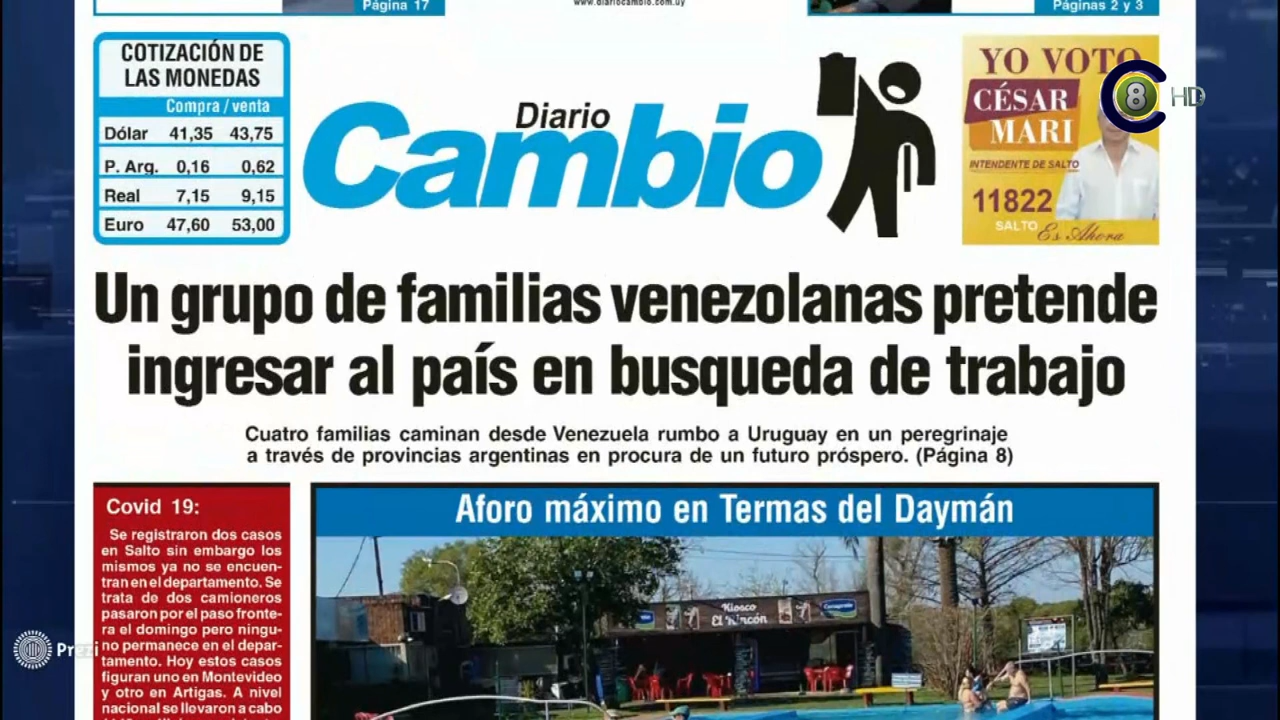 Página 17
www.diariocambio.com.uy
Páginas 2 y 3
COTIZACIÓN DE
LAS MONEDAS
Compra / venta
Dólar 41,35 43,75
P. Arg. 0,16 0,62
Real 7,15 9,15
Euro 47,60 53,00
Diario
Cambio
YO VOTO
CÉSAR
MARI
INTENDENTE DE SALTO
11822
SALTO
Es Ahora
C8 HD
Un grupo de familias venezolanas pretende
ingresar al país en busqueda de trabajo
Cuatro familias caminan desde Venezuela rumbo a Uruguay en un peregrinaje
a través de provincias argentinas en procura de un futuro próspero. (Página 8)
Covid 19:
Se registraron dos casos
en Salto sin embargo los
mismos ya no se encuen-
tran en el departamento. Se
trata de dos camioneros
pasaron por el paso fronte-
ra el domingo pero ningu-
no permanece en el depar-
tamento. Hoy estos casos
figuran uno en Montevideo
y otro en Artigas. A nivel
nacional se llevaron a cabo
Aforo máximo en Termas del Daymán
Kiosco
El Rincón
Prezi